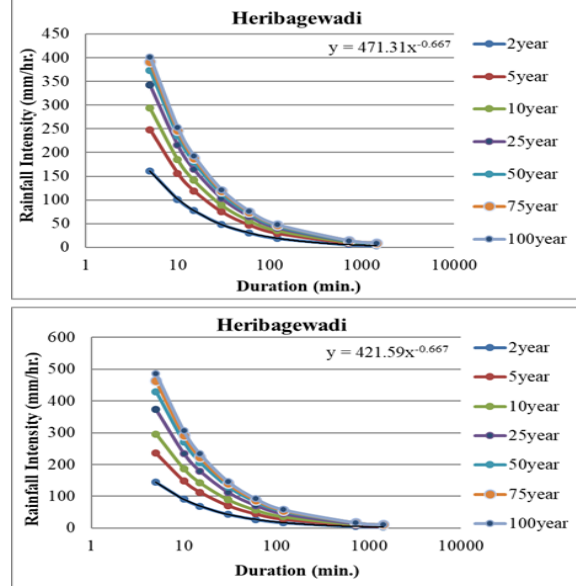 Heribagewadi
y = 471.31x-0.667
Rainfall Intensity (mm/hr.)
450
400
350
300
250
200
150
100
50
0
1
10
100
1000
10000
Duration (min.)
2year
5year
10year
25year
50year
75year
100year
Heribagewadi
y = 421.59x-0.667
Rainfall Intensity (mm/hr.)
600
500
400
300
200
100
0
1
10
100
1000
10000
Duration (min.)
2year
5year
10year
25year
50year
75year
100year